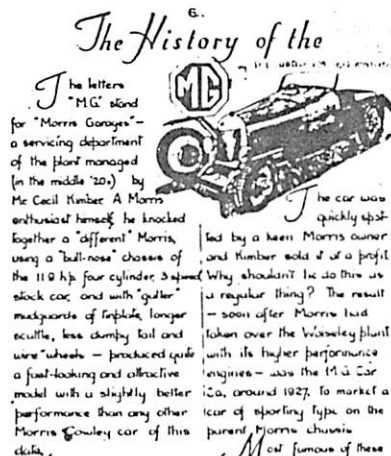 6.
The History of the
MG
The letters
"M.G." stand
for "Morris Garages" –
a servicing department
of the plant managed
(in the middle '20s) by
Mr. Cecil Kimber. A Morris
enthusiast himself, he knocked
together a "different" Morris,
using a "bull-nose" chassis of
the 11.9 h.p. four cylinder, 3 speed
stock car, and with "gutter"
mudguards of tinplate, longer
scuttle, less dumpy tail and
wire wheels – produced quite
a fast-looking and attractive
model with a slightly better
performance than any other
Morris Cowley car of this
date.
The car was
quickly spot-
ted by a keen Morris owner
and Kimber sold it at a profit
Why shouldn't he do this as
a regular thing? The result
– soon after Morris had
taken over the Wolseley plant
with its higher performance
engines – was the M.G. Car
Co., around 1927. To market a
car of sporting type on the
parent Morris chassis
Most famous of these